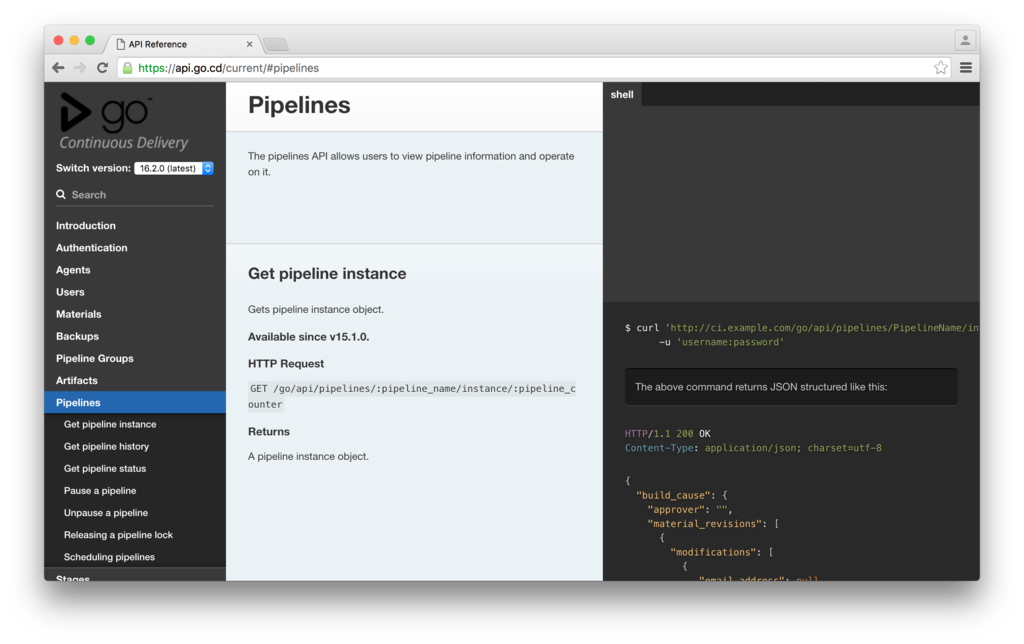 API Reference
https://api.go.cd/current/#pipelines
go™
Continuous Delivery
Switch version: 16.2.0 (latest)
Search
Introduction
Authentication
Agents
Users
Materials
Backups
Pipeline Groups
Artifacts
Pipelines
Get pipeline instance
Get pipeline history
Get pipeline status
Pause a pipeline
Unpause a pipeline
Releasing a pipeline lock
Scheduling pipelines
Stages
Pipelines
The pipelines API allows users to view pipeline information and operate
on it.
Get pipeline instance
Gets pipeline instance object.
Available since v15.1.0.
HTTP Request
GET /go/api/pipelines/:pipeline_name/instance/:pipeline_c
ounter
Returns
A pipeline instance object.
shell
$ curl 'http://ci.example.com/go/api/pipelines/PipelineName/in
-u 'username:password'
The above command returns JSON structured like this:
HTTP/1.1 200 OK
Content-Type: application/json; charset=utf-8
{
"build_cause": {
"approver": "",
"material_revisions": [
{
"modifications": [
{
"email_address": null